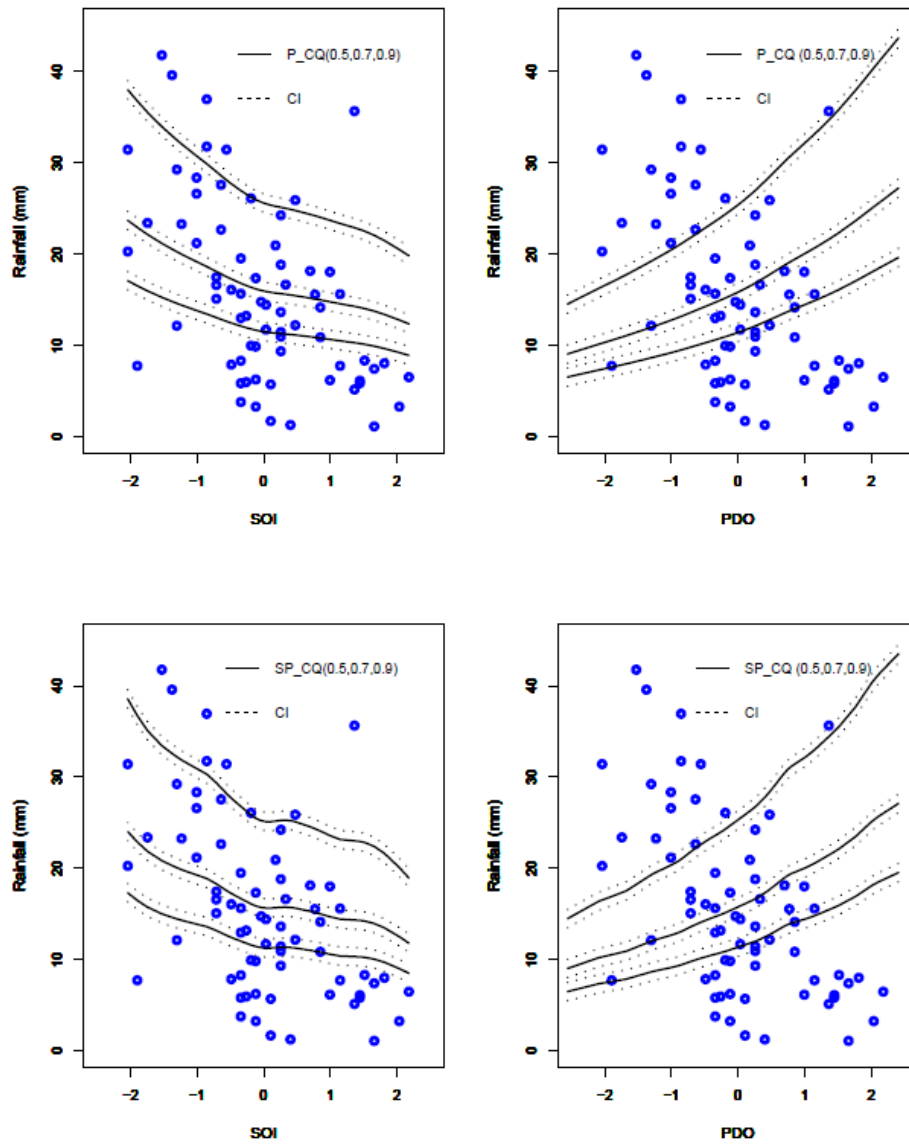 P_CQ(0.5,0.7,0.9)
CI
Rainfall (mm)
0
10
20
30
40
−2
−1
0
1
2
SOI
P_CQ (0.5,0.7,0.9)
CI
Rainfall (mm)
0
10
20
30
40
−2
−1
0
1
2
PDO
SP_CQ(0.5,0.7,0.9)
CI
Rainfall (mm)
0
10
20
30
40
−2
−1
0
1
2
SOI
SP_CQ (0.5,0.7,0.9)
CI
Rainfall (mm)
0
10
20
30
40
−2
−1
0
1
2
PDO